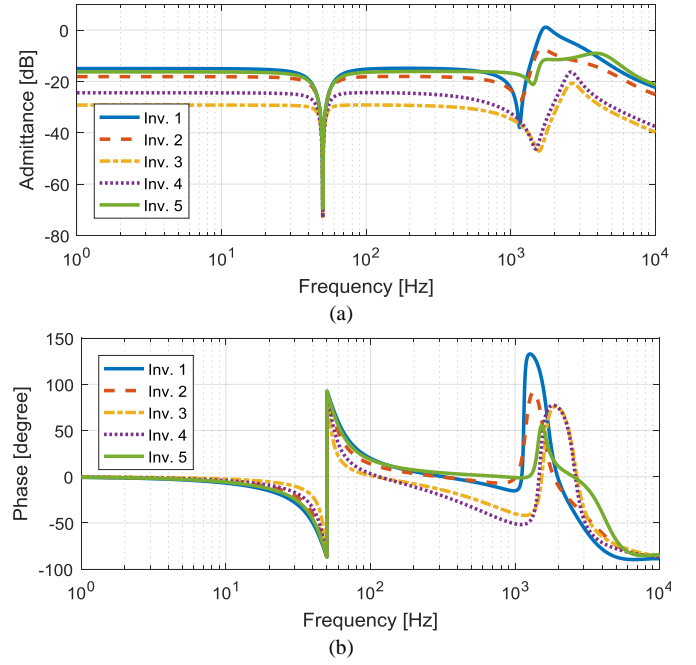 0
-20
-40
-60
-80
Admittance [dB]
Inv. 1
Inv. 2
Inv. 3
Inv. 4
Inv. 5
10^0 10^1 10^2 10^3 10^4
Frequency [Hz]
(a)
150
100
50
0
-50
-100
Phase [degree]
Inv. 1
Inv. 2
Inv. 3
Inv. 4
Inv. 5
10^0 10^1 10^2 10^3 10^4
Frequency [Hz]
(b)